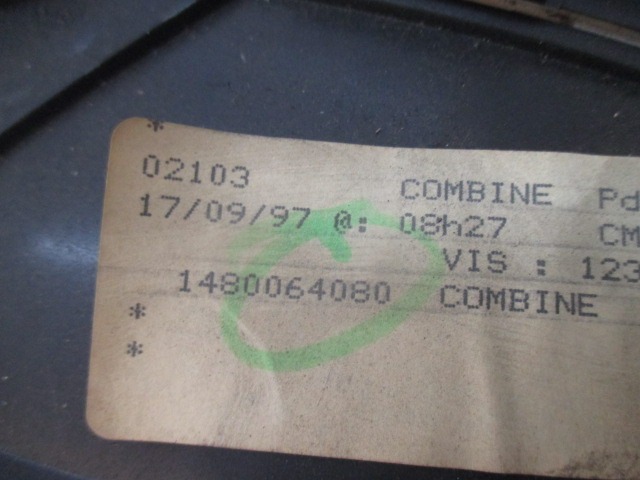 *
02103 COMBINE Pd
17/09/97 @: 08h27 CM
VIS : 123
1480064080 COMBINE
*
*